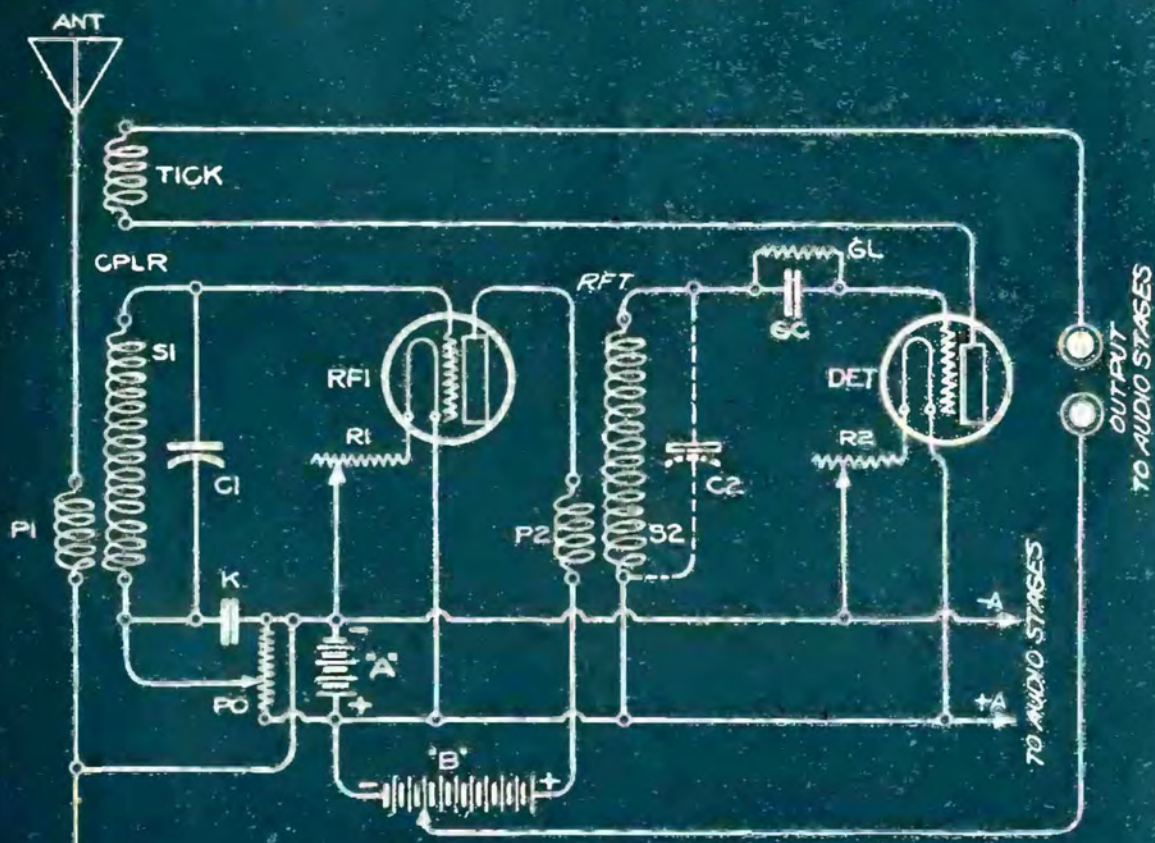 ANT
TICK
CPLR
GL
RFT
GC
S1
RF1
DET
OUTPUT
TO AUDIO STAGES
R1
R2
C1
C2
P1
P2
S2
K
-A
- "A" +
PO
+A
TO AUDIO STAGES
- "B" +